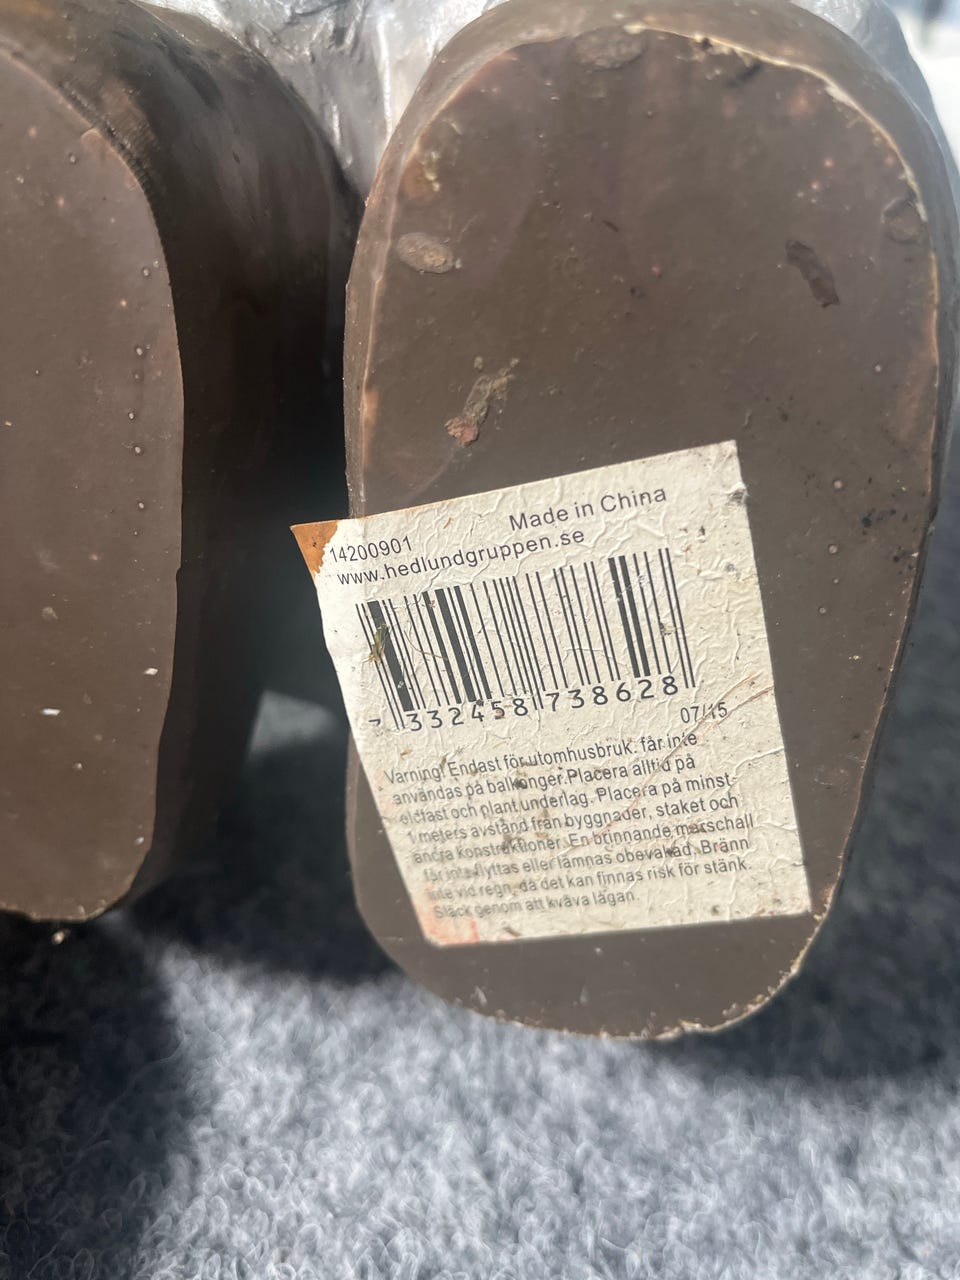 Made in China
14200901
www.hedlundgruppen.se
7 332458 738628
07/15
Varning! Endast för utomhusbruk. får inte
användas på balkonger. Placera alltid på
eldfast och plant underlag. Placera på minst
1 meters avstånd från byggnader, staket och
andra konstruktioner. En brinnande marschall
får inte flyttas eller lämnas obevakad. Bränn
inte vid regn, då det kan finnas risk för stänk.
Släck genom att kväva lågan.